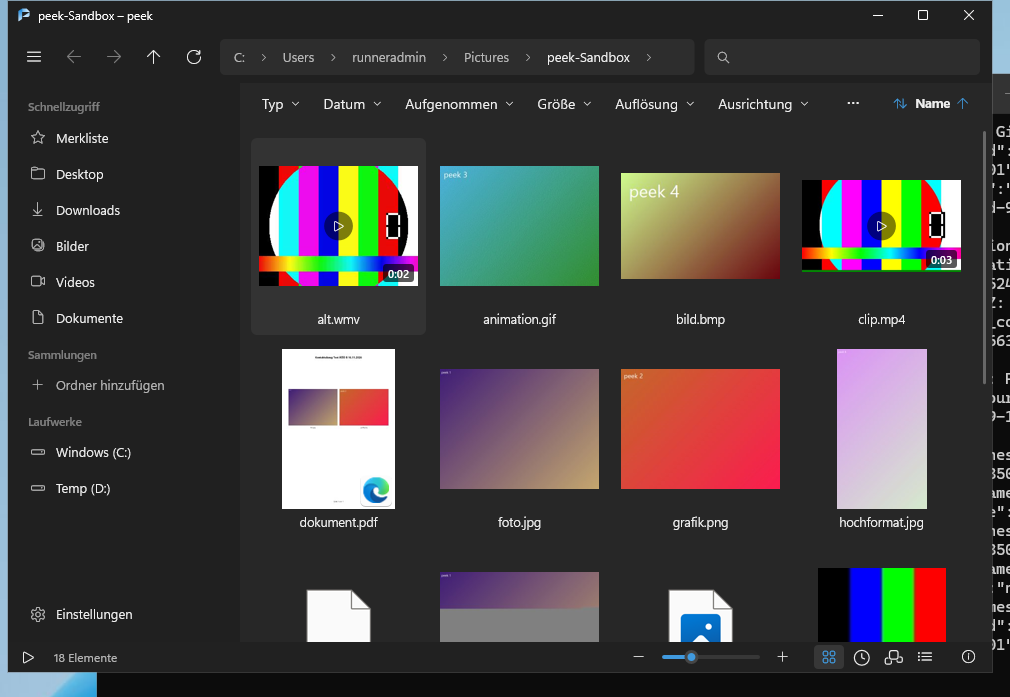 peek-Sandbox – peek
C: Users runneradmin Pictures peek-Sandbox
Schnellzugriff
Merkliste
Desktop
Downloads
Bilder
Videos
Dokumente
Sammlungen
Ordner hinzufügen
Laufwerke
Windows (C:)
Temp (D:)
Einstellungen
18 Elemente
Typ Datum Aufgenommen Größe Auflösung Ausrichtung ··· Name
0:02
peek 3
peek 4
0:03
alt.wmv animation.gif bild.bmp clip.mp4
peek 2
dokument.pdf foto.jpg grafik.png hochformat.jpg